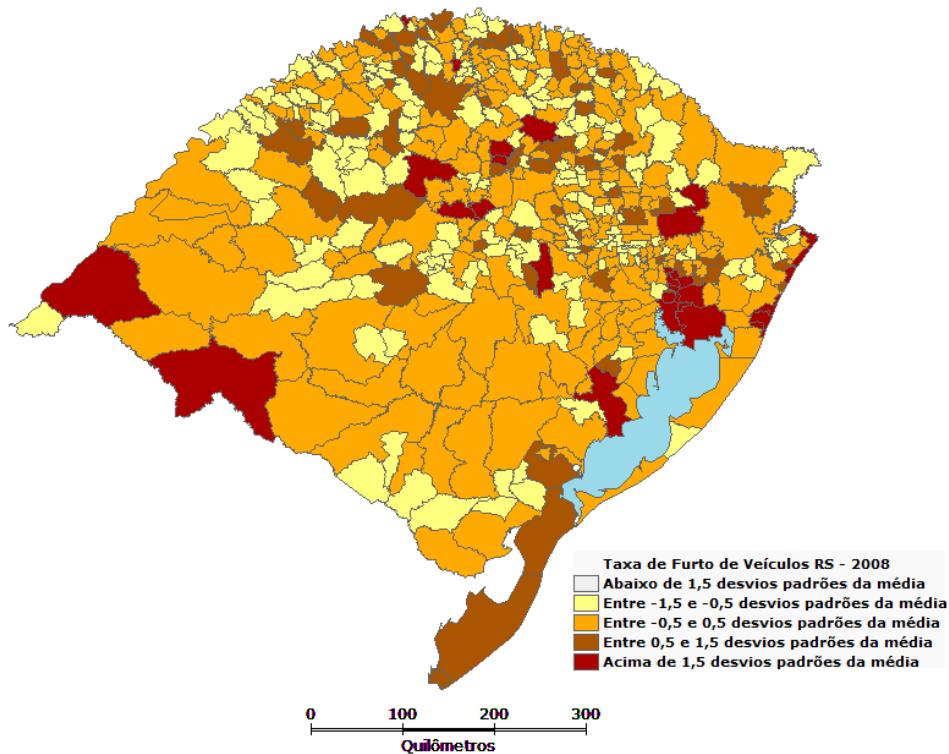 Taxa de Furto de Veículos RS - 2008
Abaixo de 1,5 desvios padrões da média
Entre -1,5 e -0,5 desvios padrões da média
Entre -0,5 e 0,5 desvios padrões da média
Entre 0,5 e 1,5 desvios padrões da média
Acima de 1,5 desvios padrões da média
0 100 200 300
Quilômetros